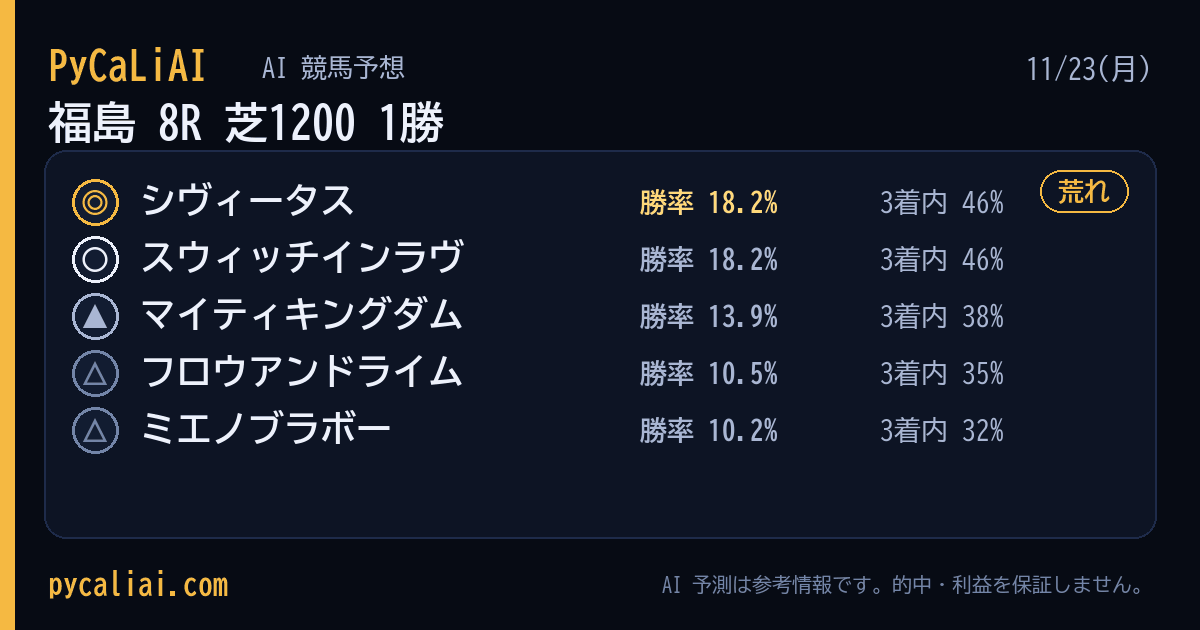 PyCaLiAI AI 競馬予想 11/23(月)
福島 8R 芝1200 1勝
◎ シヴィータス 勝率 18.2% 3着内 46% 荒れ
○ スウィッチインラヴ 勝率 18.2% 3着内 46%
▲ マイティキングダム 勝率 13.9% 3着内 38%
△ フロウアンドライム 勝率 10.5% 3着内 35%
△ ミエノブラボー 勝率 10.2% 3着内 32%
pycaliai.com AI 予測は参考情報です。的中・利益を保証しません。